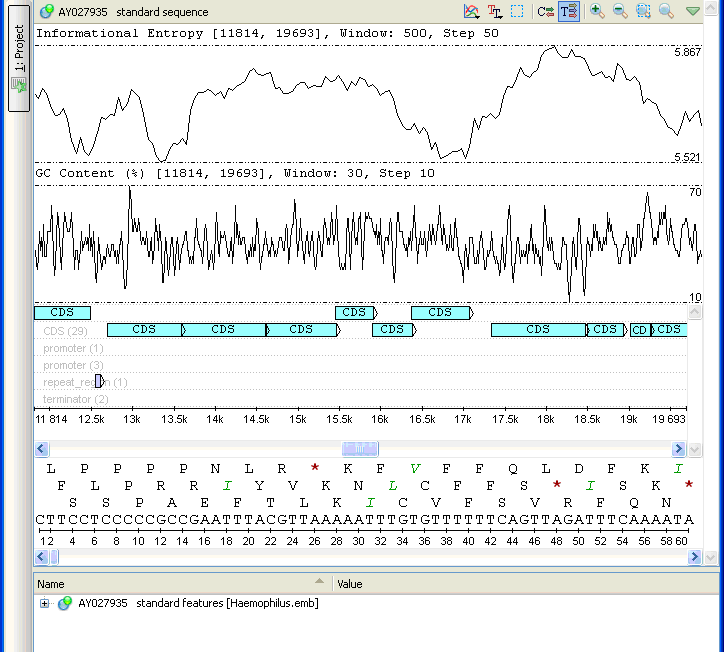 1: Project
AY027935 standard sequence
Informational Entropy [11814, 19693], Window: 500, Step 50
5.867
5.521
GC Content (%) [11814, 19693], Window: 30, Step 10
70
10
CDS CDS CDS
CDS (29) CDS CDS CDS CDS CDS CDS CD CDS
promoter (1)
promoter (3)
repeat_region (1)
terminator (2)
11 814 12.5k 13k 13.5k 14k 14.5k 15k 15.5k 16k 16.5k 17k 17.5k 18k 18.5k 19k 19 693
L P P P P N L R * K F V F F Q L D F K I
F L P R R I Y V K N L C F F S * I S K *
S S P A E F T L K I C V F S V R F Q N
CTTCCTCCCCCGCCGAATTTACGTTAAAAATTTGTGTTTTTTCAGTTAGATTTCAAAATA
1 2 4 6 8 10 12 14 16 18 20 22 24 26 28 30 32 34 36 38 40 42 44 46 48 50 52 54 56 58 60
Name Value
AY027935 standard features [Haemophilus.emb]